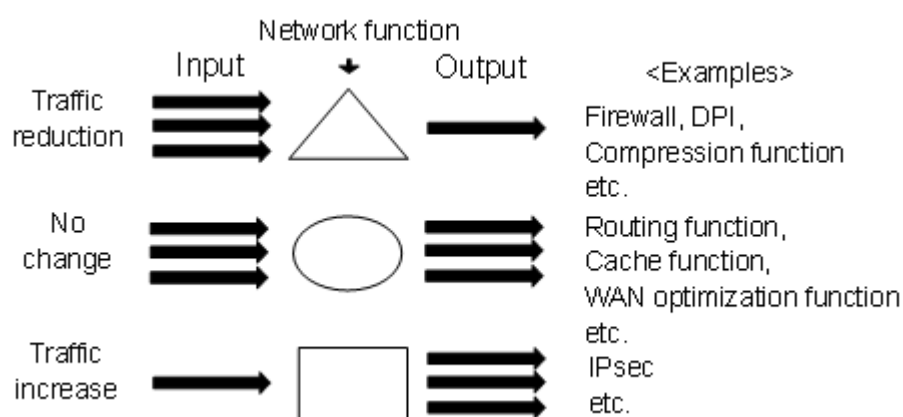 Network function
Input
Output
<Examples>
Traffic
reduction
Firewall, DPI,
Compression function
etc.
No
change
Routing function,
Cache function,
WAN optimization function
etc.
Traffic
increase
IPsec
etc.